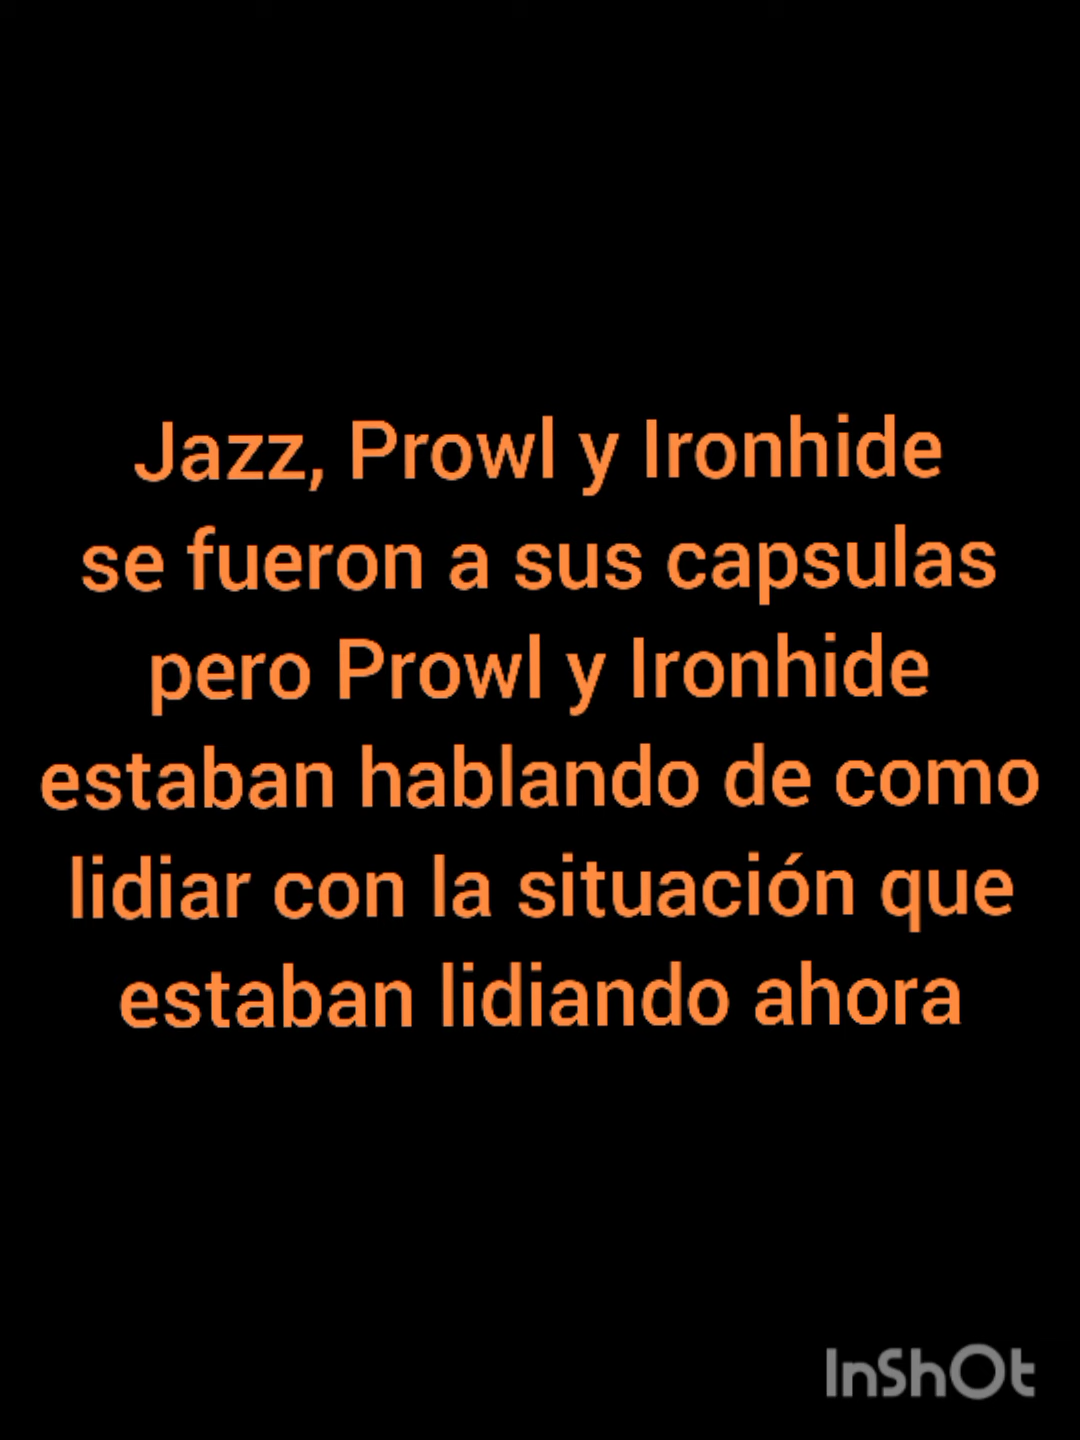 Jazz, Prowl y Ironhide
se fueron a sus capsulas
pero Prowl y Ironhide
estaban hablando de como
lidiar con la situación que
estaban lidiando ahora
InShOt